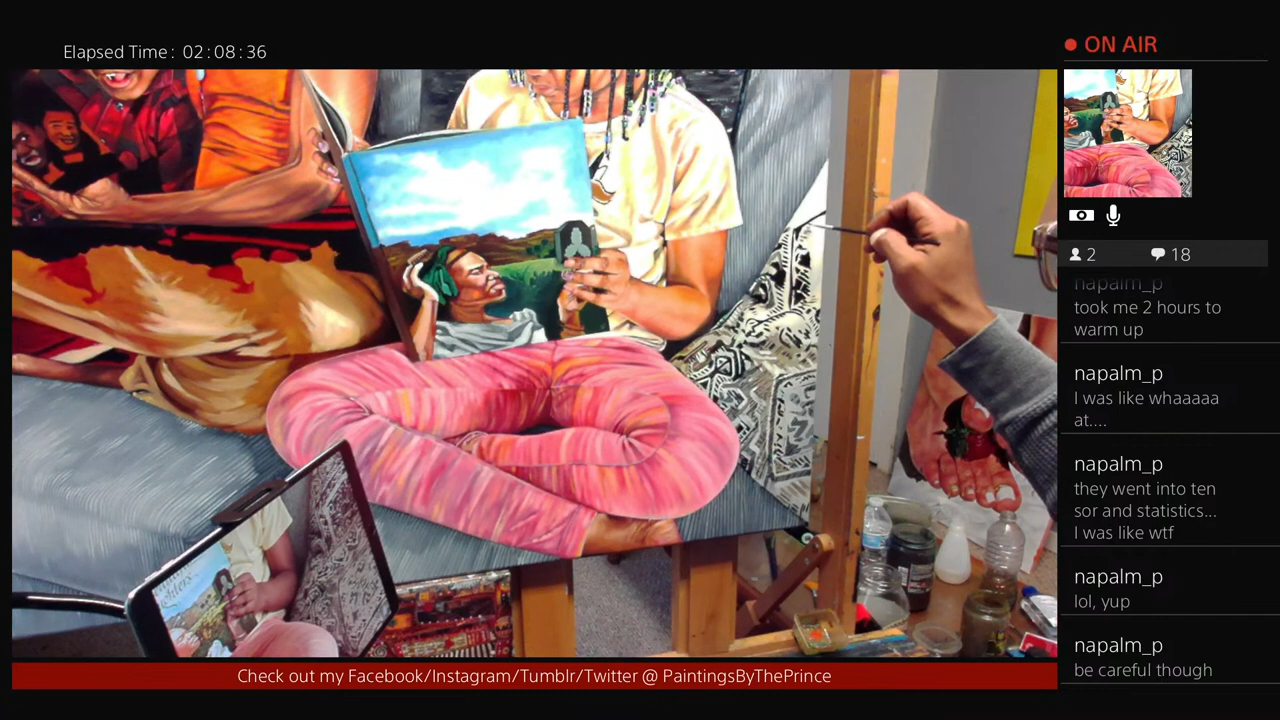 Elapsed Time: 02:08:36
ON AIR
2 18
napalm_p
took me 2 hours to
warm up
napalm_p
I was like whaaaaa
at....
napalm_p
they went into ten
sor and statistics...
I was like wtf
napalm_p
lol, yup
napalm_p
be careful though
Check out my Facebook/Instagram/Tumblr/Twitter @ PaintingsByThePrince